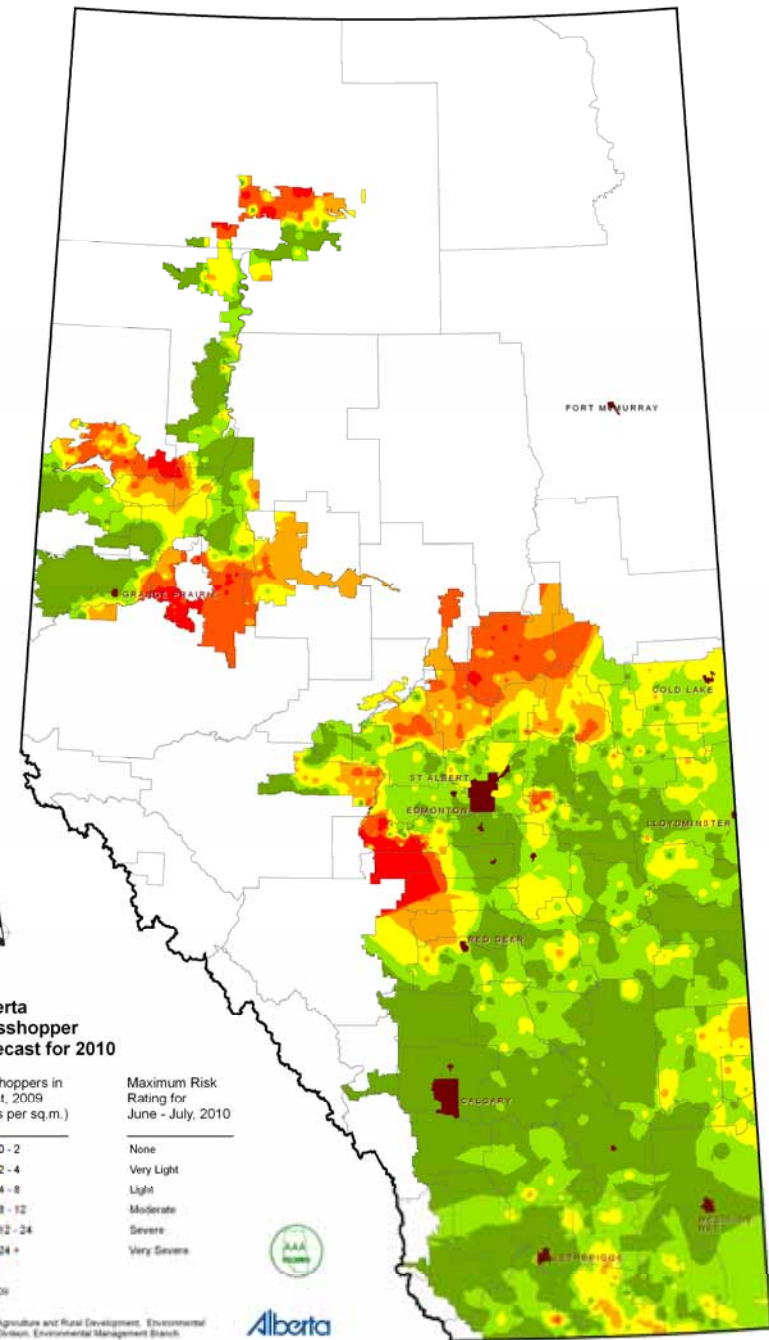 FORT MCMURRAY
GRANDE PRAIRIE
COLD LAKE
ST ALBERT
EDMONTON
LLOYDMINSTER
RED DEER
CALGARY
LETHBRIDGE
erta
sshopper
ecast for 2010
hoppers in
t, 2009
s per sq.m.)
Maximum Risk
Rating for
June - July, 2010
0 - 2 None
2 - 4 Very Light
4 - 8 Light
8 - 12 Moderate
12 - 24 Severe
24 + Very Severe
AAA
Agriculture and Rural Development, Environmental
Division, Environmental Management Branch
Alberta